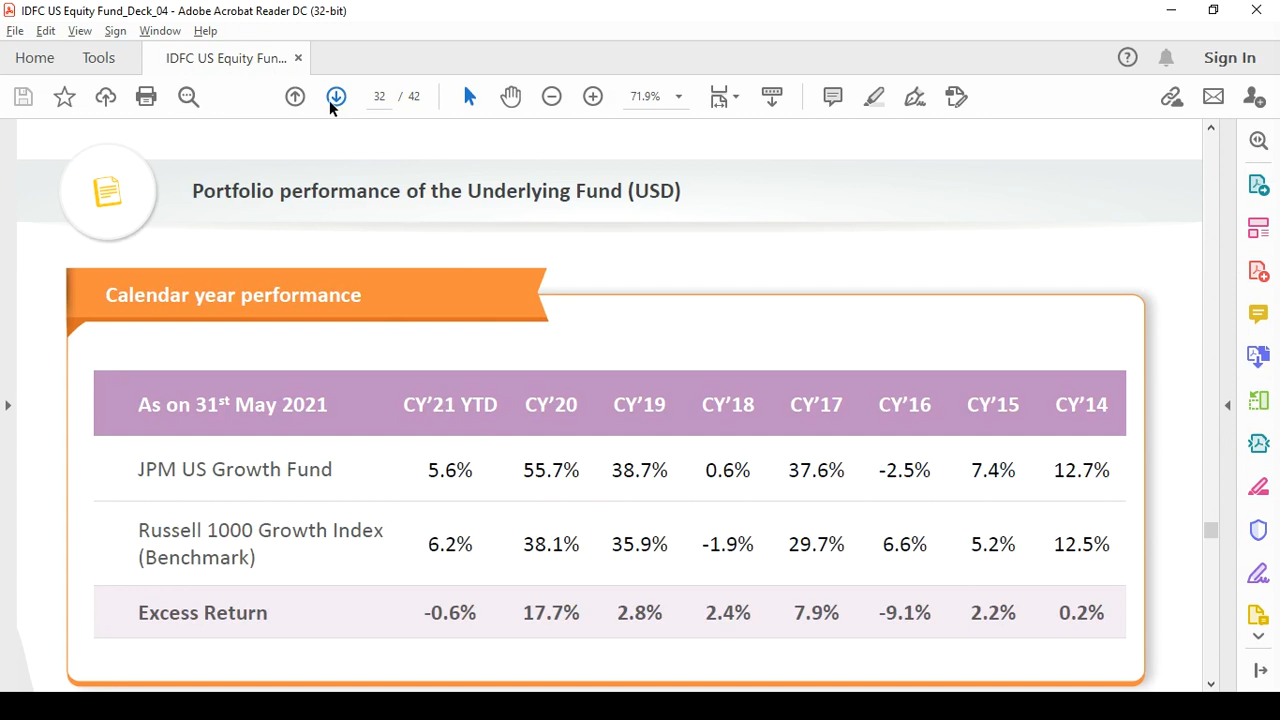 IDFC US Equity Fund_Deck_04 - Adobe Acrobat Reader DC (32-bit)
File Edit View Sign Window Help
Home Tools IDFC US Equity Fun... × Sign In
32 / 42 71.9%
Portfolio performance of the Underlying Fund (USD)
Calendar year performance
As on 31st May 2021 CY’21 YTD CY’20 CY’19 CY’18 CY’17 CY’16 CY’15 CY’14
JPM US Growth Fund 5.6% 55.7% 38.7% 0.6% 37.6% -2.5% 7.4% 12.7%
Russell 1000 Growth Index
(Benchmark) 6.2% 38.1% 35.9% -1.9% 29.7% 6.6% 5.2% 12.5%
Excess Return -0.6% 17.7% 2.8% 2.4% 7.9% -9.1% 2.2% 0.2%